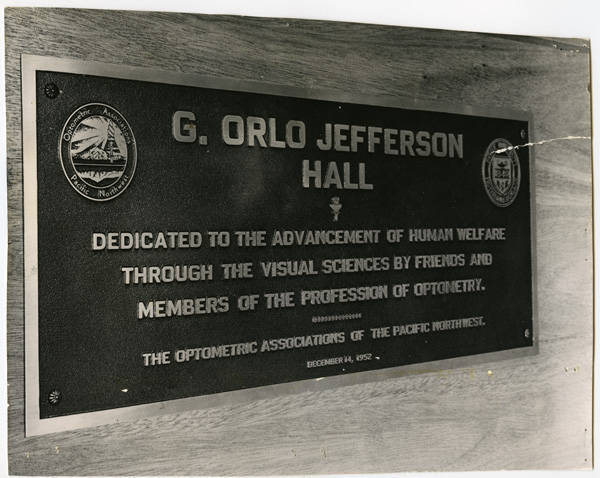 G. ORLO JEFFERSON
HALL
Optometric Associations
Pacific Northwest
DEDICATED TO THE ADVANCEMENT OF HUMAN WELFARE
THROUGH THE VISUAL SCIENCES BY FRIENDS AND
MEMBERS OF THE PROFESSION OF OPTOMETRY.
THE OPTOMETRIC ASSOCIATIONS OF THE PACIFIC NORTHWEST.
DECEMBER 14, 1952